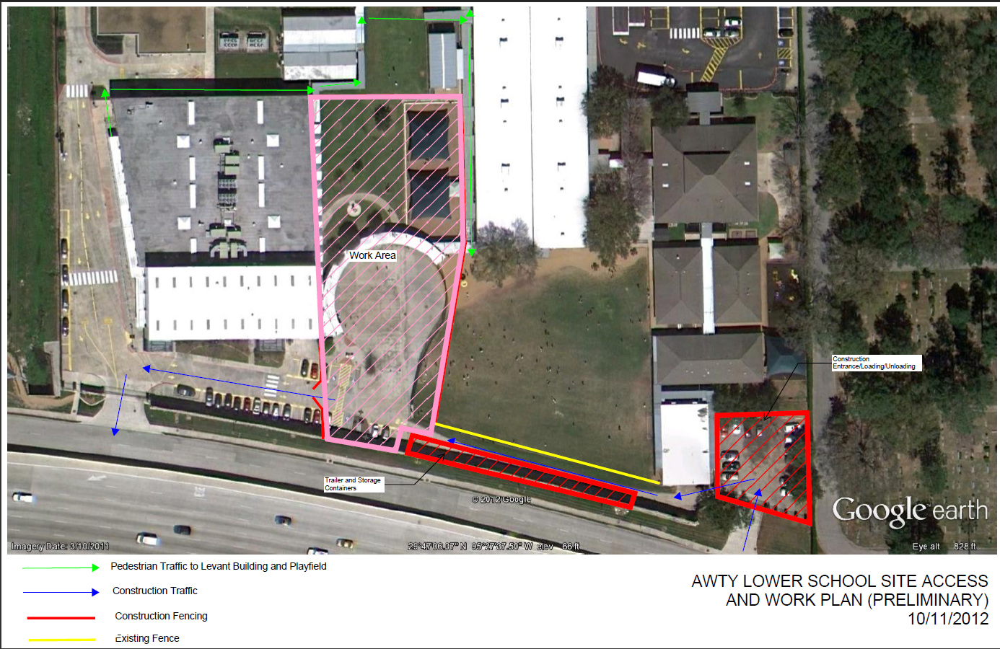 Work Area
Construction
Entrance/Loading/Unloading
Trailer and Storage
Containers
© 2012 Google
Google earth
Imagery Date: 3/10/2011
29°47'06.07" N 95°27'37.50" W elev 66 ft
Eye alt 828 ft
Pedestrian Traffic to Levant Building and Playfield
Construction Traffic
Construction Fencing
Existing Fence
AWTY LOWER SCHOOL SITE ACCESS
AND WORK PLAN (PRELIMINARY)
10/11/2012